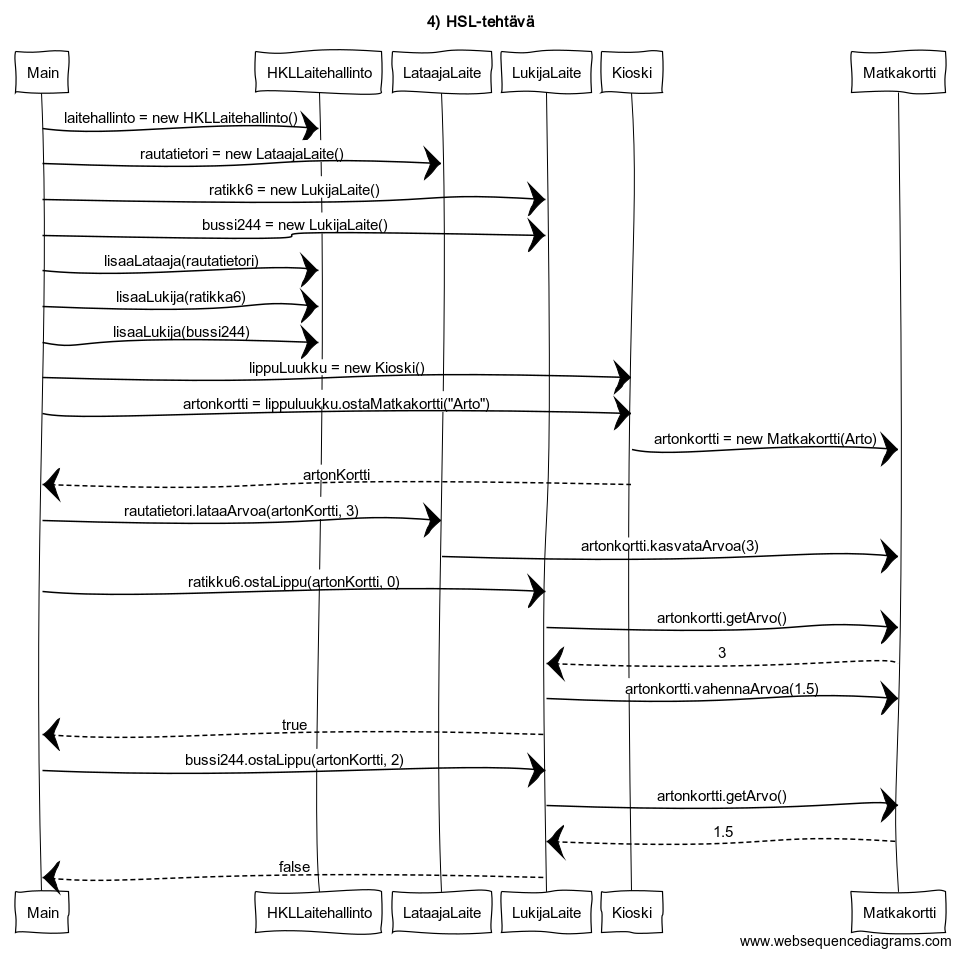 4) HSL-tehtävä
Main HKLLaitehallinto LataajaLaite LukijaLaite Kioski Matkakortti
laitehallinto = new HKLLaitehallinto()
rautatietori = new LataajaLaite()
ratikk6 = new LukijaLaite()
bussi244 = new LukijaLaite()
lisaaLataaja(rautatietori)
lisaaLukija(ratikka6)
lisaaLukija(bussi244)
lippuLuukku = new Kioski()
artonkortti = lippuluukku.ostaMatkakortti("Arto")
artonkortti = new Matkakortti(Arto)
artonKortti
rautatietori.lataaArvoa(artonKortti, 3)
artonkortti.kasvataArvoa(3)
ratikku6.ostaLippu(artonKortti, 0)
artonkortti.getArvo()
3
artonkortti.vahennaArvoa(1.5)
true
bussi244.ostaLippu(artonKortti, 2)
artonkortti.getArvo()
1.5
false
Main HKLLaitehallinto LataajaLaite LukijaLaite Kioski Matkakortti
www.websequencediagrams.com